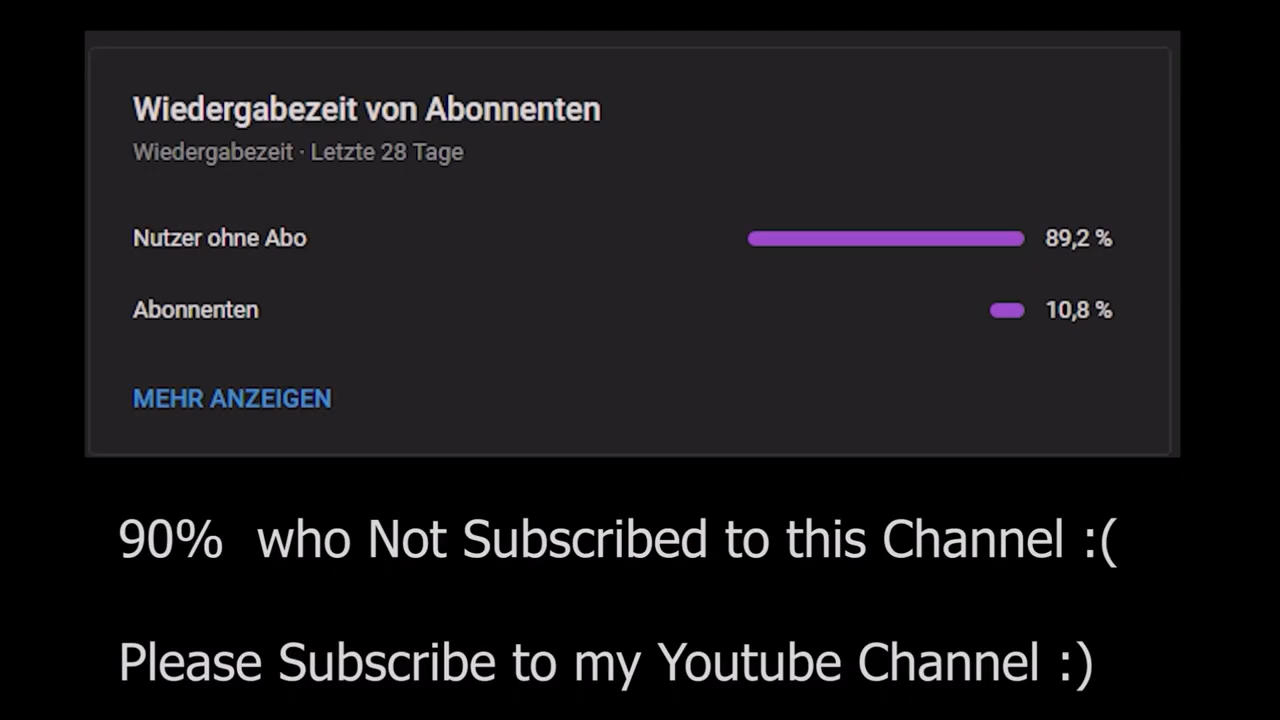 Wiedergabezeit von Abonnenten
Wiedergabezeit · Letzte 28 Tage
Nutzer ohne Abo 89,2 %
Abonnenten 10,8 %
MEHR ANZEIGEN
90% who Not Subscribed to this Channel :(
Please Subscribe to my Youtube Channel :)